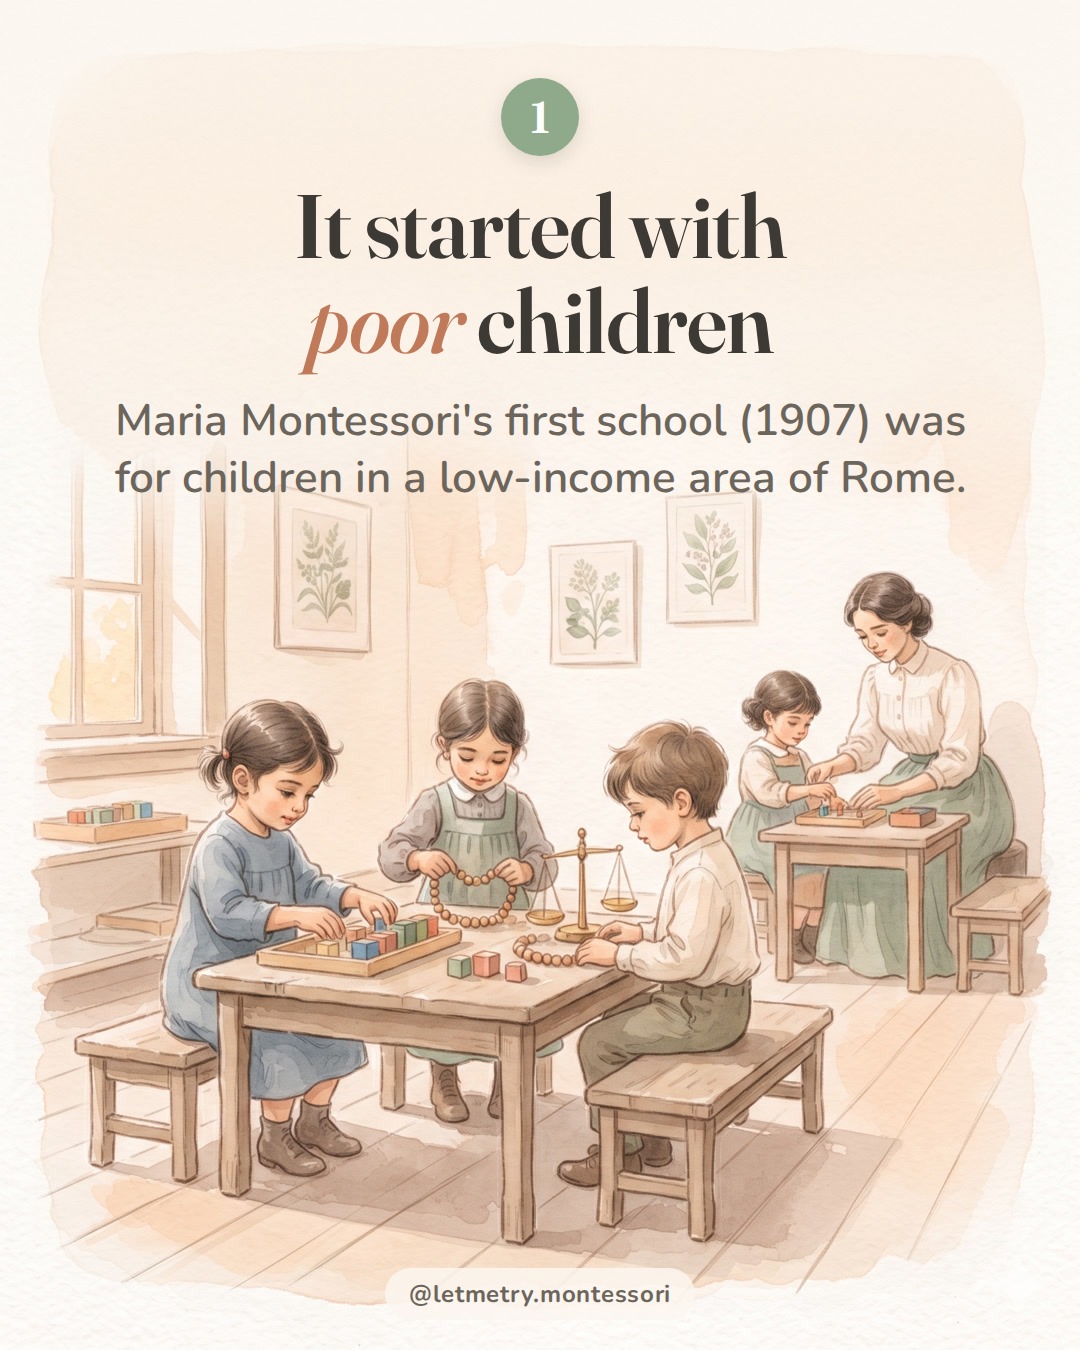 1
It started with
poor children
Maria Montessori's first school (1907) was
for children in a low-income area of Rome.
@letmetry.montessori